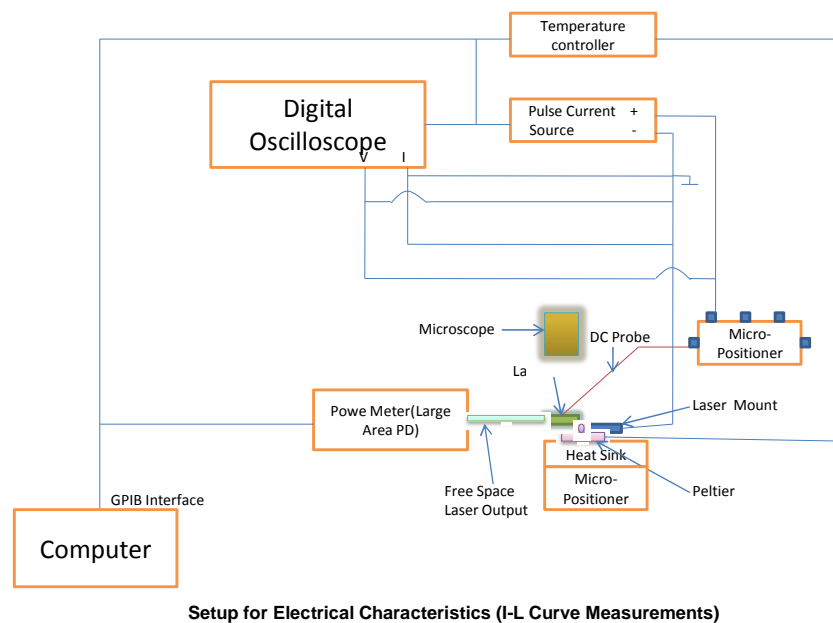 Temperature
controller
Digital
Oscilloscope
V I
Pulse Current +
Source -
Microscope
DC Probe
La
Micro-
Positioner
Powe Meter(Large
Area PD)
Laser Mount
Heat Sink
Micro-
Positioner
Peltier
Free Space
Laser Output
GPIB Interface
Computer
Setup for Electrical Characteristics (I-L Curve Measurements)